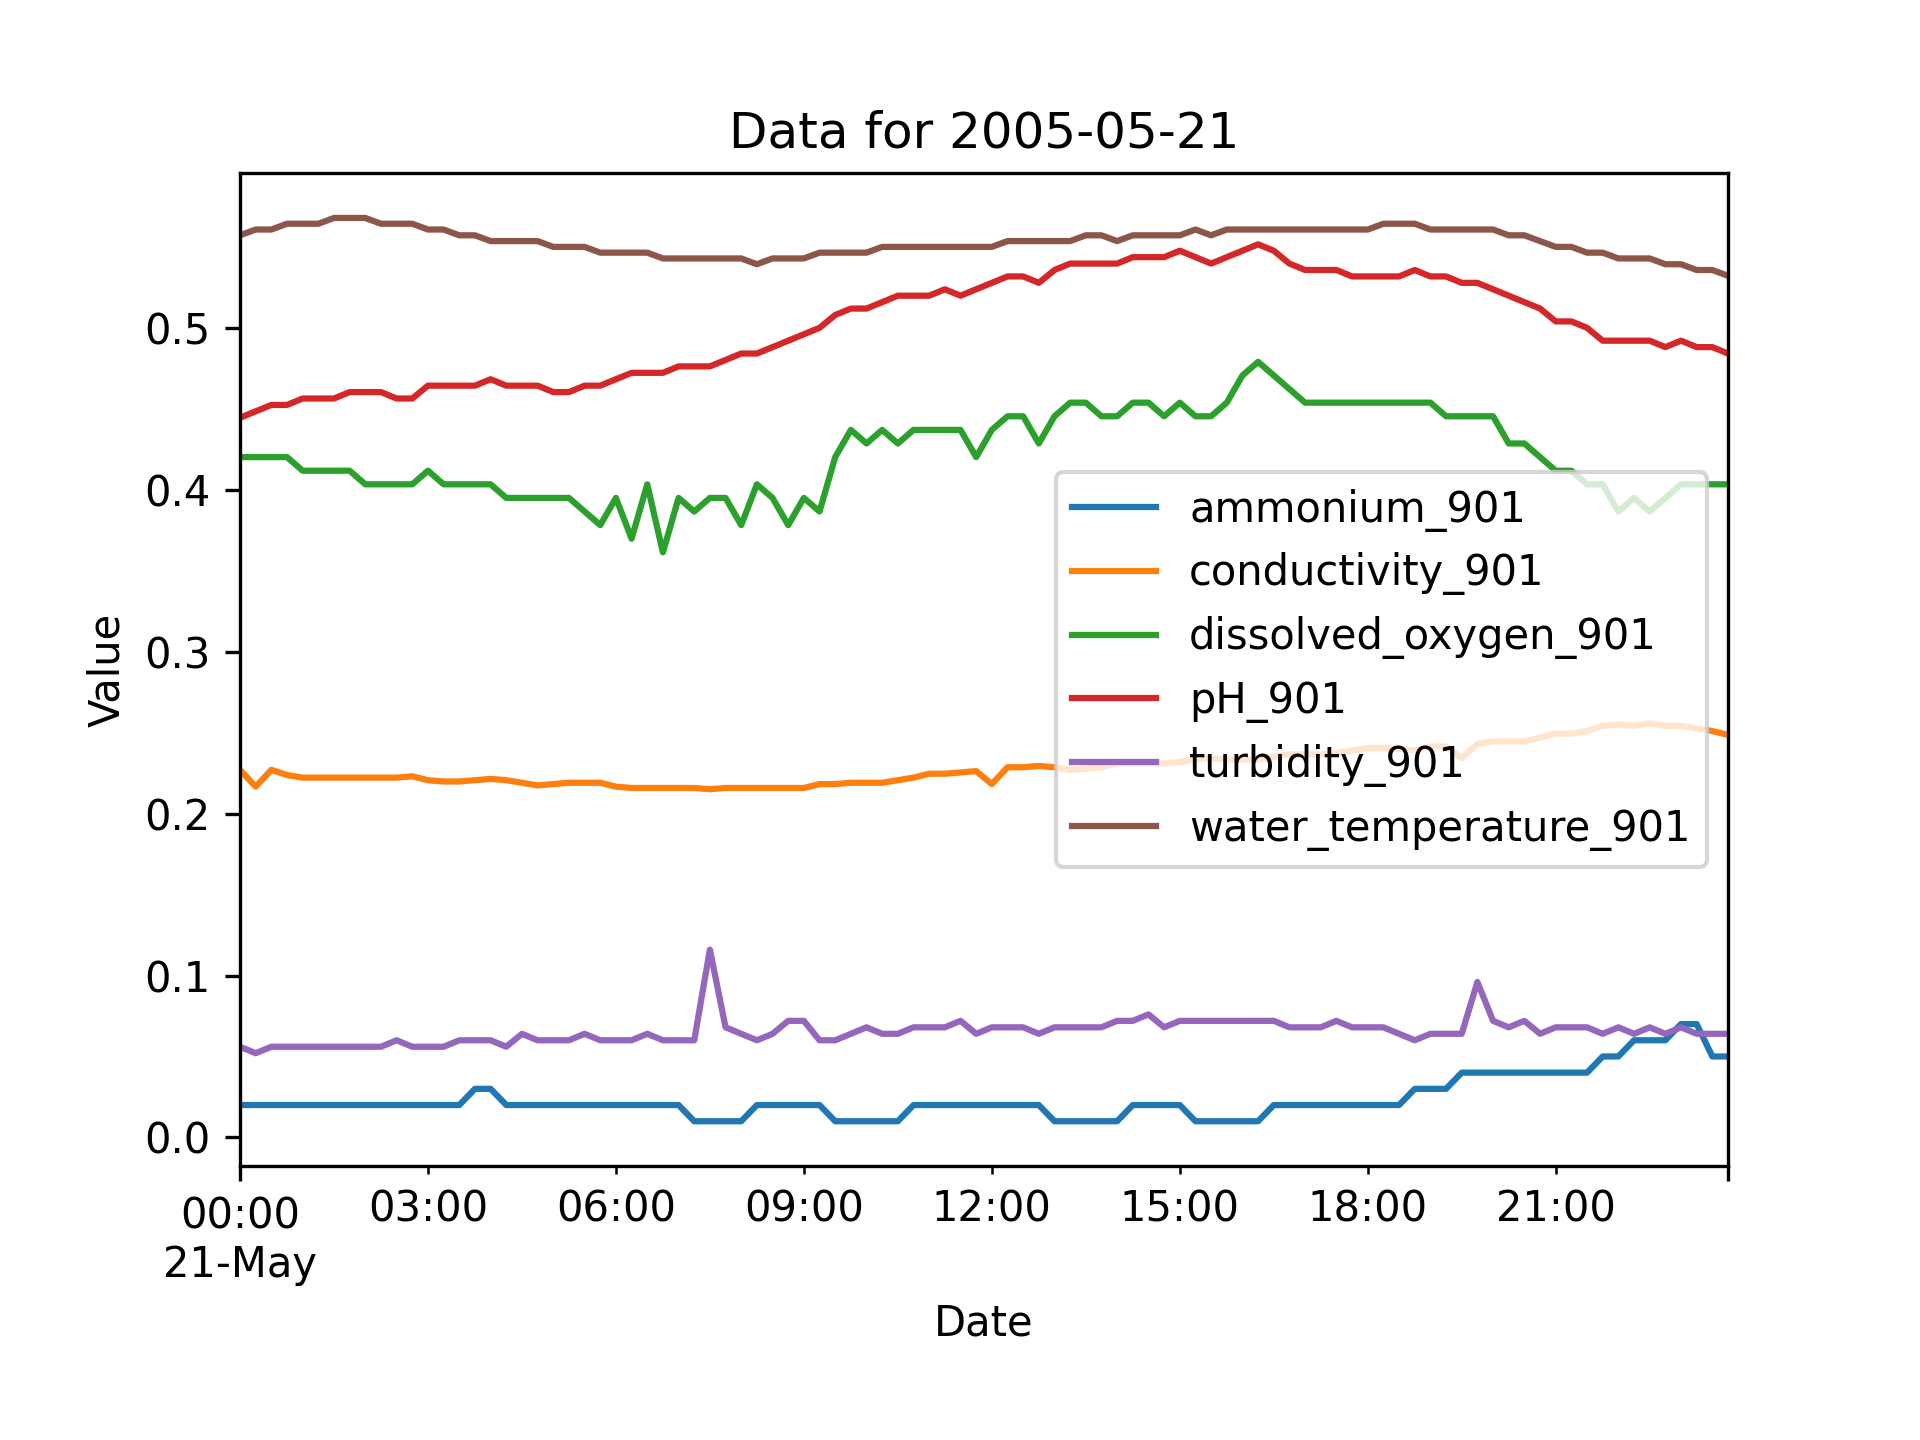 Data for 2005-05-21
Value
0.5
0.4
0.3
0.2
0.1
0.0
ammonium_901
conductivity_901
dissolved_oxygen_901
pH_901
turbidity_901
water_temperature_901
00:00 03:00 06:00 09:00 12:00 15:00 18:00 21:00
21-May
Date